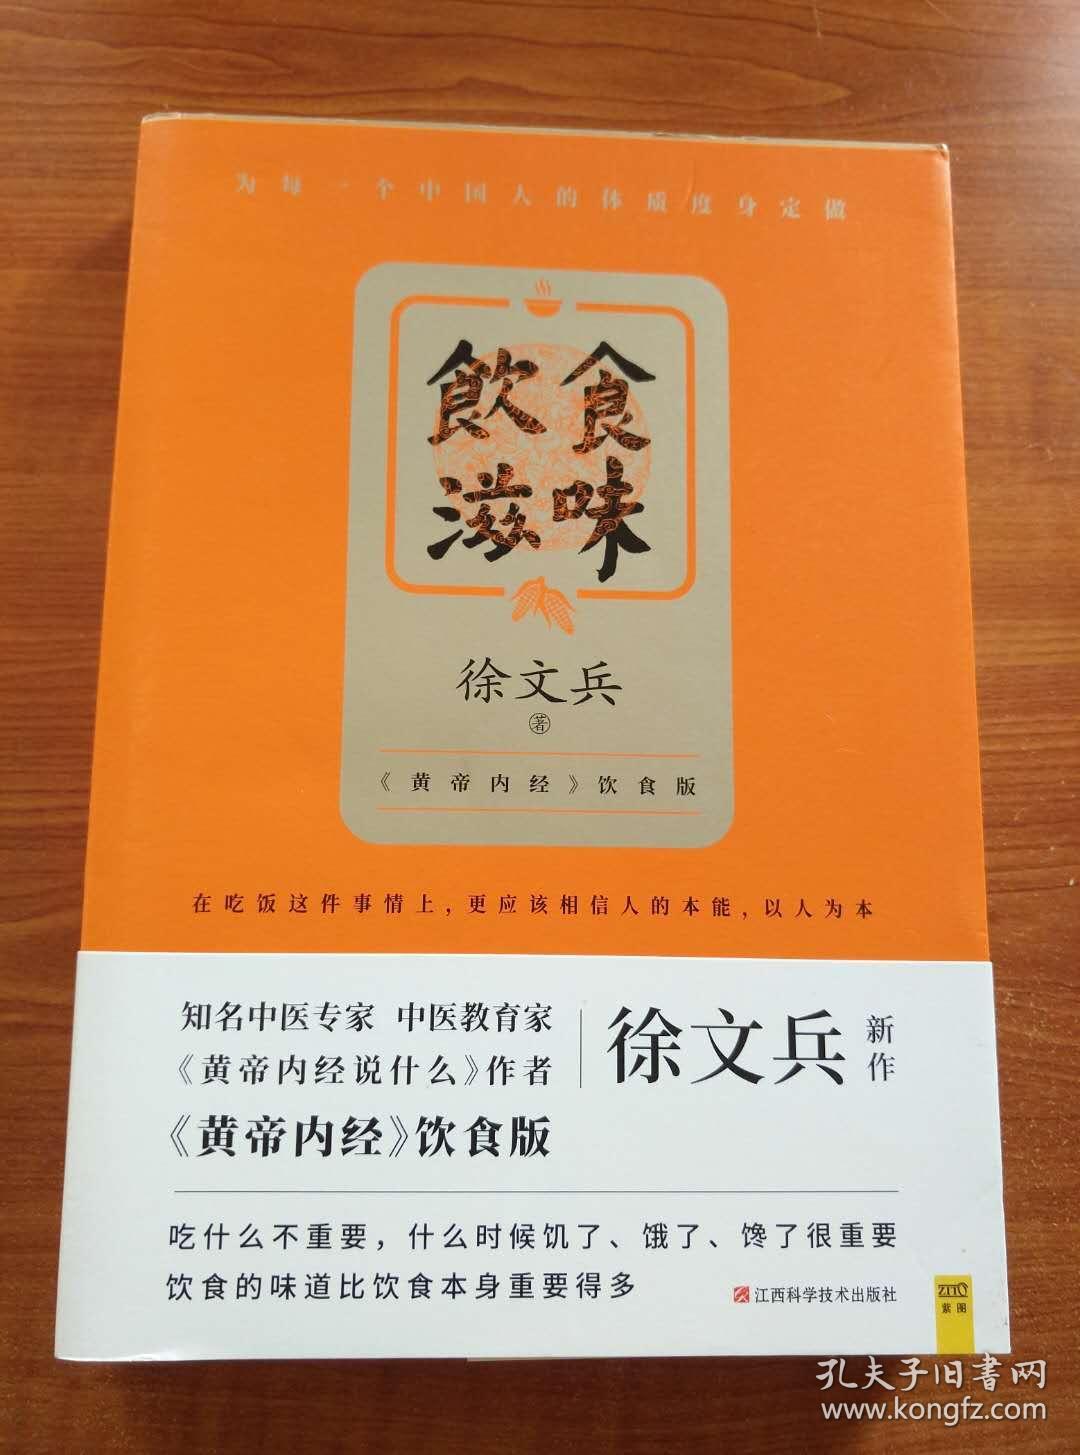 为每一个中国人的体质度身定做
飲食
滋味
徐文兵
著
《黄帝内经》饮食版
在吃饭这件事情上，更应该相信人的本能，以人为本
知名中医专家 中医教育家
《黄帝内经说什么》作者
《黄帝内经》饮食版
徐文兵 新作
吃什么不重要，什么时候饥了、饿了、馋了很重要
饮食的味道比饮食本身重要得多
江西科学技术出版社
ZITO
紫图
孔夫子旧书网
www.kongfz.com